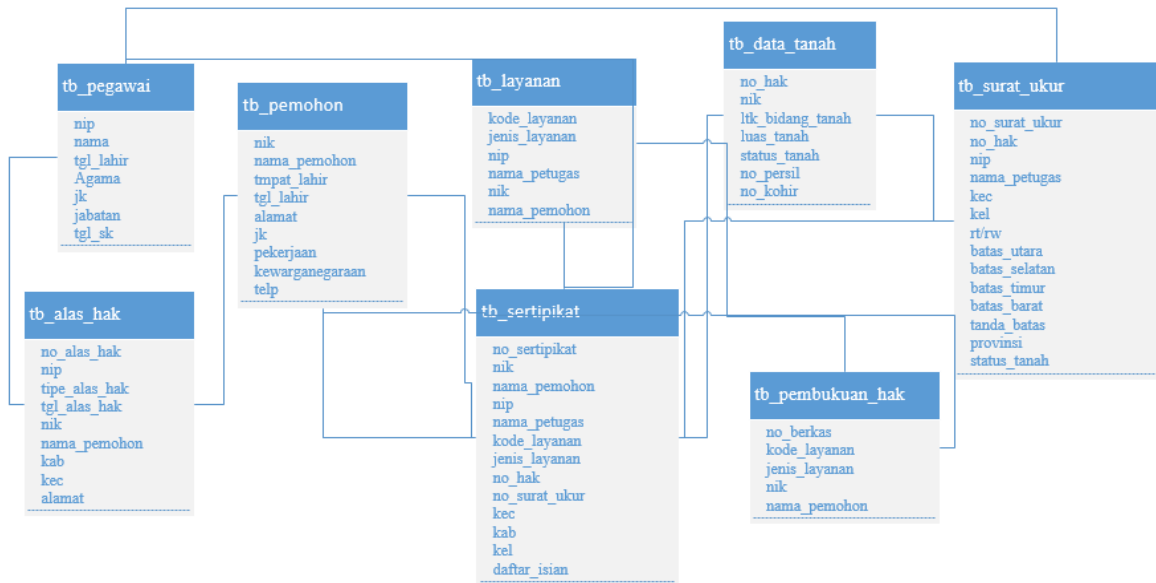 tb_pegawai
nip
nama
tgl_lahir
Agama
jk
jabatan
tgl_sk
tb_pemohon
nik
nama_pemohon
tmpat_lahir
tgl_lahir
alamat
jk
pekerjaan
kewarganegaraan
telp
tb_layanan
kode_layanan
jenis_layanan
nip
nama_petugas
nik
nama_pemohon
tb_data_tanah
no_hak
nik
ltk_bidang_tanah
luas_tanah
status_tanah
no_persil
no_kohir
tb_surat_ukur
no_surat_ukur
no_hak
nip
nama_petugas
kec
kel
rt/rw
batas_utara
batas_selatan
batas_timur
batas_barat
tanda_batas
provinsi
status_tanah
tb_alas_hak
no_alas_hak
nip
tipe_alas_hak
tgl_alas_hak
nik
nama_pemohon
kab
kec
alamat
tb_sertipikat
no_sertipikat
nik
nama_pemohon
nip
nama_petugas
kode_layanan
jenis_layanan
no_hak
no_surat_ukur
kec
kab
kel
daftar_isian
tb_pembukuan_hak
no_berkas
kode_layanan
jenis_layanan
nik
nama_pemohon